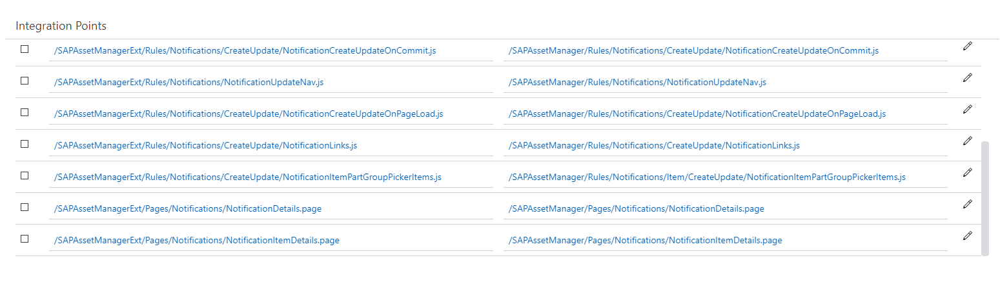 Integration Points
/SAPAssetManagerExt/Rules/Notifications/CreateUpdate/NotificationCreateUpdateOnCommit.js /SAPAssetManager/Rules/Notifications/CreateUpdate/NotificationCreateUpdateOnCommit.js
/SAPAssetManagerExt/Rules/Notifications/NotificationUpdateNav.js /SAPAssetManager/Rules/Notifications/NotificationUpdateNav.js
/SAPAssetManagerExt/Rules/Notifications/CreateUpdate/NotificationCreateUpdateOnPageLoad.js /SAPAssetManager/Rules/Notifications/CreateUpdate/NotificationCreateUpdateOnPageLoad.js
/SAPAssetManagerExt/Rules/Notifications/CreateUpdate/NotificationLinks.js /SAPAssetManager/Rules/Notifications/CreateUpdate/NotificationLinks.js
/SAPAssetManagerExt/Rules/Notifications/CreateUpdate/NotificationItemPartGroupPickerItems.js /SAPAssetManager/Rules/Notifications/Item/CreateUpdate/NotificationItemPartGroupPickerItems.js
/SAPAssetManagerExt/Pages/Notifications/NotificationDetails.page /SAPAssetManager/Pages/Notifications/NotificationDetails.page
/SAPAssetManagerExt/Pages/Notifications/NotificationItemDetails.page /SAPAssetManager/Pages/Notifications/NotificationItemDetails.page